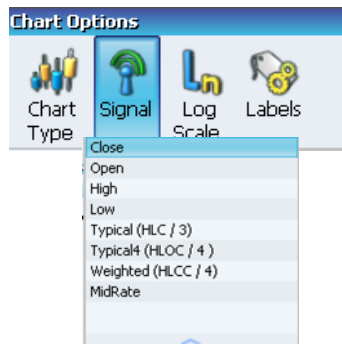 Chart Options
Ln
Chart Type
Signal
Log Scale
Labels
Close
Open
High
Low
Typical (HLC / 3)
Typical4 (HLOC / 4 )
Weighted (HLCC / 4)
MidRate